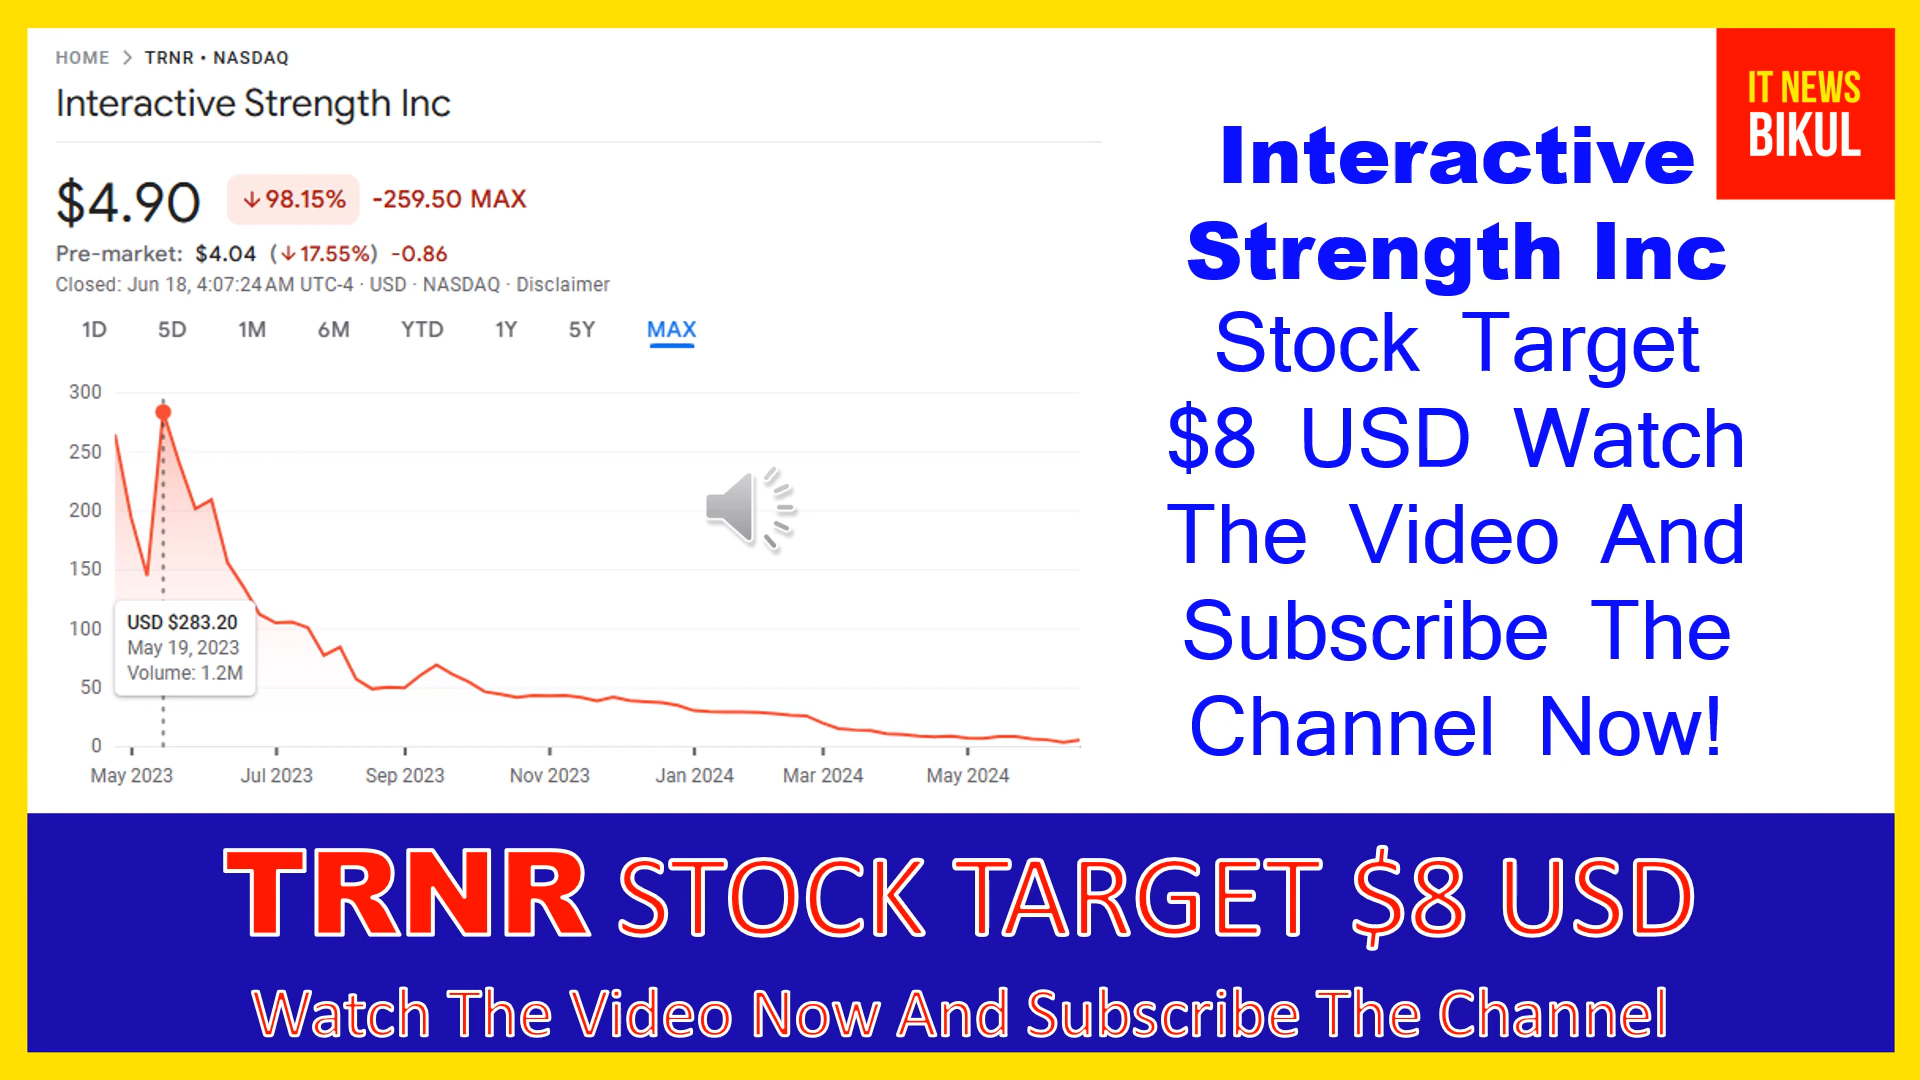 HOME > TRNR • NASDAQ
Interactive Strength Inc
$4.90 ↓98.15% -259.50 MAX
Pre-market: $4.04 (↓17.55%) -0.86
Closed: Jun 18, 4:07:24 AM UTC-4 · USD · NASDAQ · Disclaimer
1D 5D 1M 6M YTD 1Y 5Y MAX
300
250
200
150
100
50
0
USD $283.20
May 19, 2023
Volume: 1.2M
May 2023 Jul 2023 Sep 2023 Nov 2023 Jan 2024 Mar 2024 May 2024
IT NEWS
BIKUL
Interactive
Strength Inc
Stock Target
$8 USD Watch
The Video And
Subscribe The
Channel Now!
TRNR STOCK TARGET $8 USD
Watch The Video Now And Subscribe The Channel